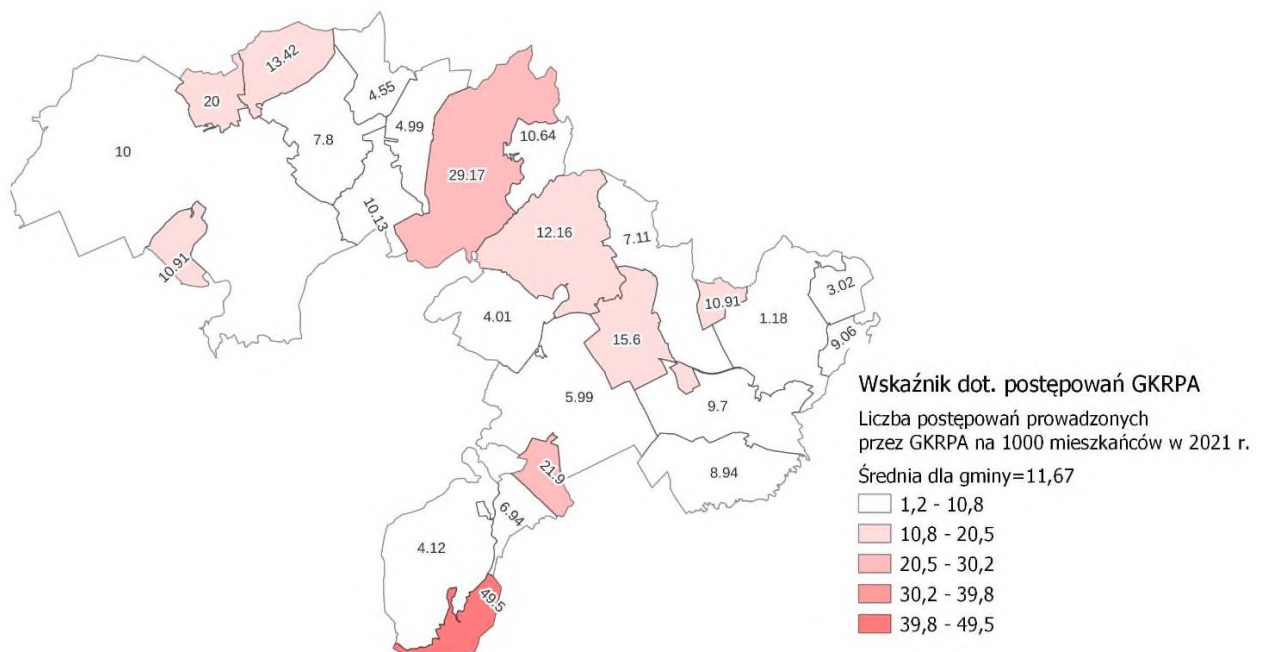 13.42
4.55
20
4.99
10.64
7.8
10
29.17
10.13
12.16
7.11
10.91
3.02
10.91
4.01
1.18
9.06
15.6
5.99
9.7
21.9
8.94
6.94
4.12
49.5
Wskaźnik dot. postępowań GKRPA
Liczba postępowań prowadzonych
przez GKRPA na 1000 mieszkańców w 2021 r.
Średnia dla gminy=11,67
1,2 - 10,8
10,8 - 20,5
20,5 - 30,2
30,2 - 39,8
39,8 - 49,5